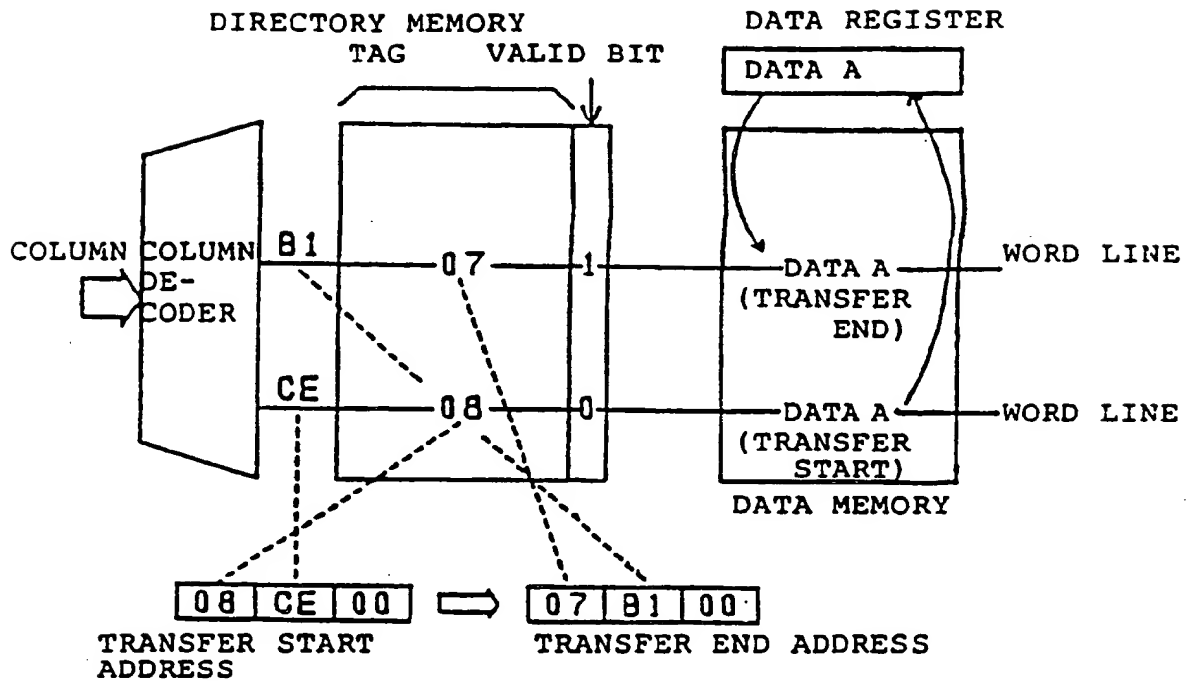 DIRECTORY MEMORY
TAG
VALID BIT
DATA REGISTER
DATA A
COLUMN
COLUMN
DE-
CODER
B1
07
1
DATA A
(TRANSFER
END)
WORD LINE
CE
08
0
DATA A
(TRANSFER
START)
WORD LINE
DATA MEMORY
08 CE 00
07 B1 00
TRANSFER START
ADDRESS
TRANSFER END ADDRESS